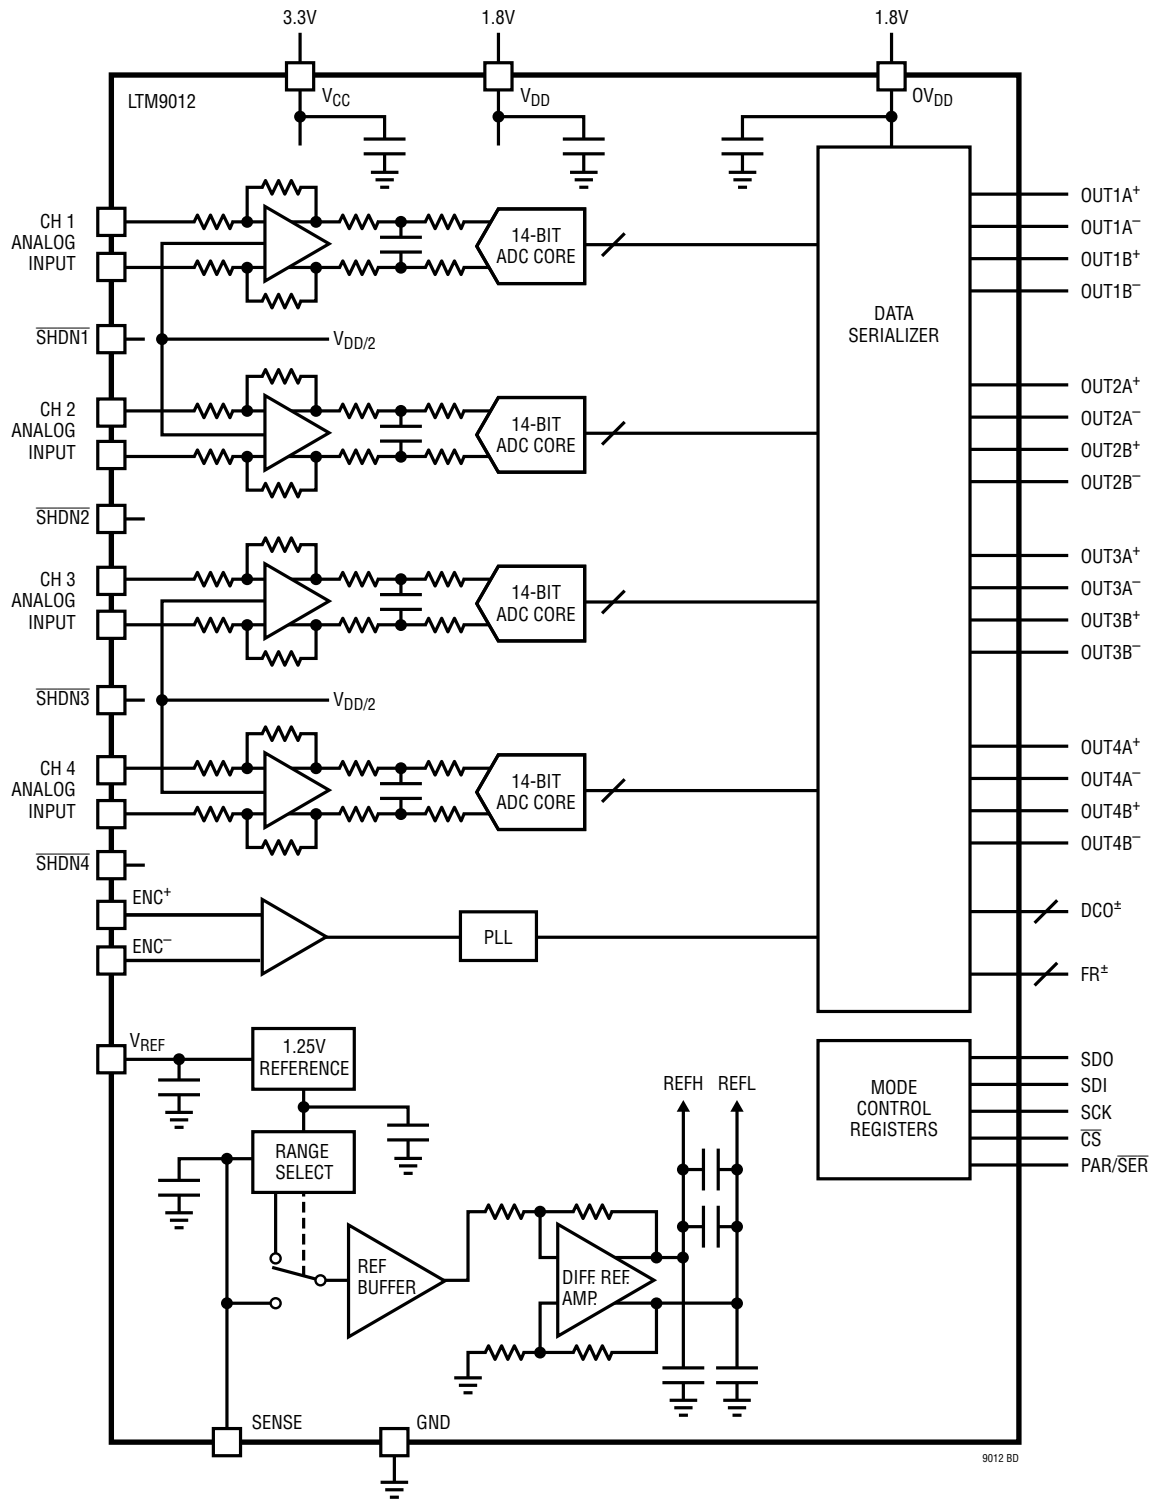 3.3V
1.8V
1.8V
LTM9012
VCC
VDD
OVDD
CH 1
ANALOG
INPUT
14-BIT
ADC CORE
SHDN1
VDD/2
CH 2
ANALOG
INPUT
14-BIT
ADC CORE
SHDN2
CH 3
ANALOG
INPUT
14-BIT
ADC CORE
SHDN3
VDD/2
CH 4
ANALOG
INPUT
14-BIT
ADC CORE
SHDN4
DATA
SERIALIZER
OUT1A+
OUT1A–
OUT1B+
OUT1B–
OUT2A+
OUT2A–
OUT2B+
OUT2B–
OUT3A+
OUT3A–
OUT3B+
OUT3B–
OUT4A+
OUT4A–
OUT4B+
OUT4B–
DCO±
FR±
ENC+
ENC–
PLL
VREF
1.25V
REFERENCE
RANGE
SELECT
REF
BUFFER
REFH
REFL
DIFF. REF.
AMP.
MODE
CONTROL
REGISTERS
SDO
SDI
SCK
CS
PAR/SER
SENSE
GND
9012 BD